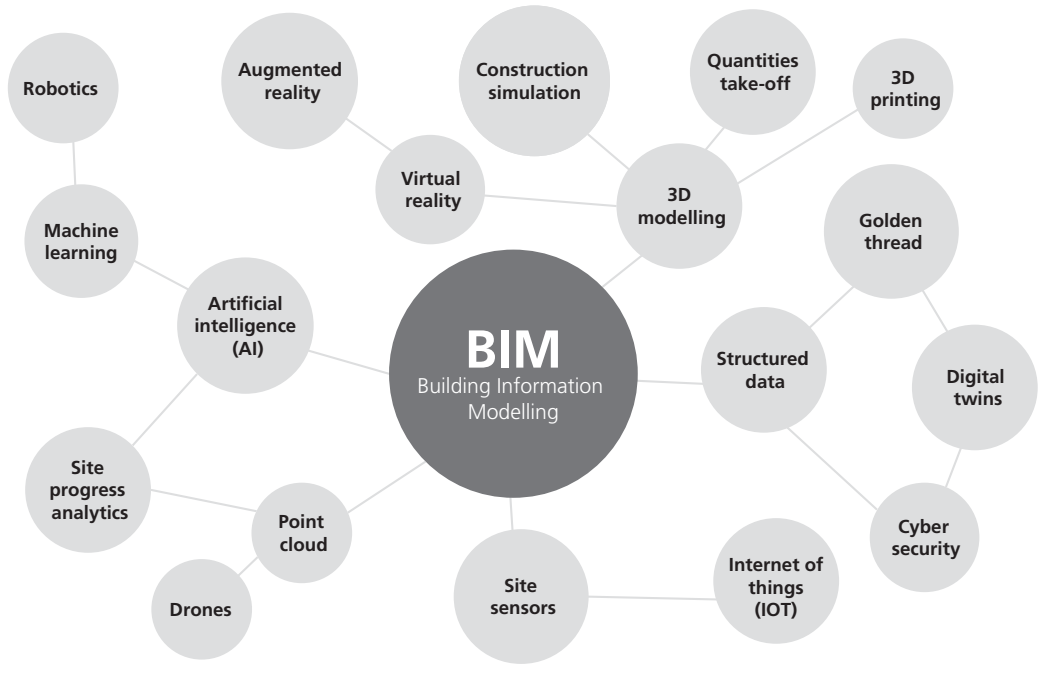 Robotics
Augmented
reality
Construction
simulation
Quantities
take-off
3D
printing
Virtual
reality
3D
modelling
Machine
learning
Golden
thread
Artificial
intelligence
(AI)
BIM
Building Information
Modelling
Structured
data
Digital
twins
Site
progress
analytics
Point
cloud
Drones
Site
sensors
Internet of
things
(IOT)
Cyber
security